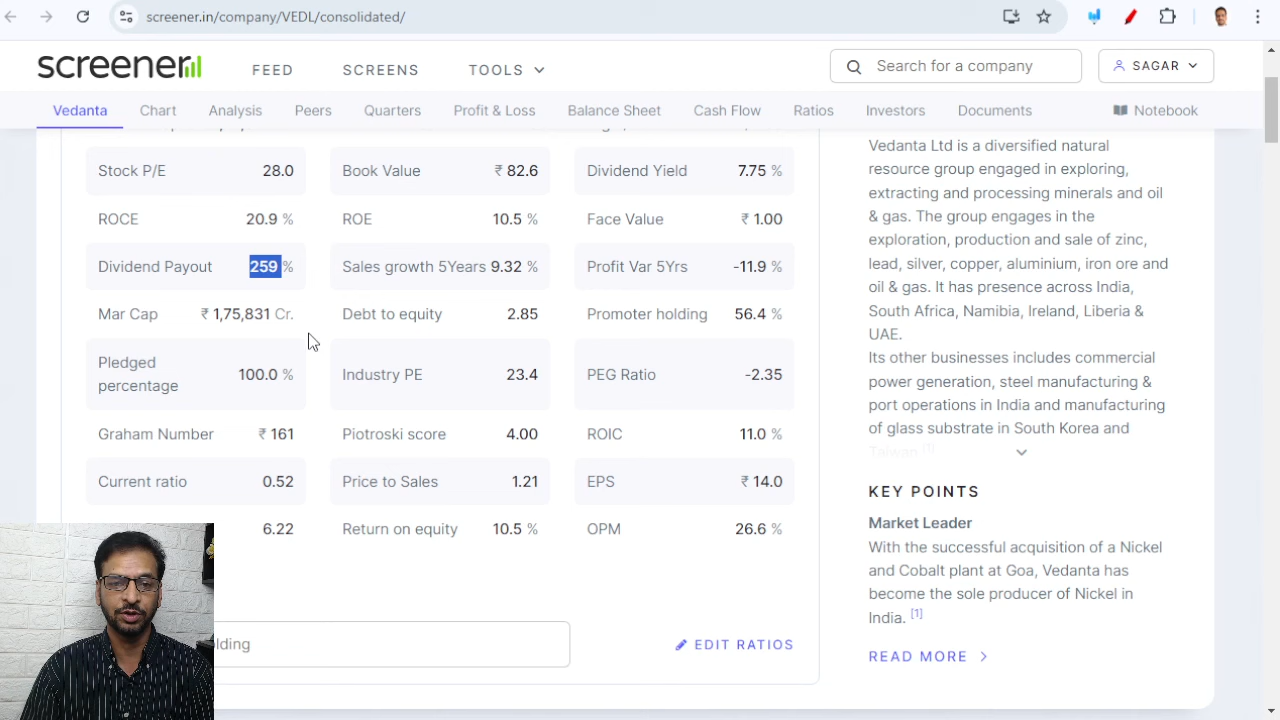 screener.in/company/VEDL/consolidated/
screener
FEED
SCREENS
TOOLS
Search for a company
SAGAR
Vedanta
Chart
Analysis
Peers
Quarters
Profit & Loss
Balance Sheet
Cash Flow
Ratios
Investors
Documents
Notebook
Stock P/E 28.0
Book Value ₹ 82.6
Dividend Yield 7.75 %
ROCE 20.9 %
ROE 10.5 %
Face Value ₹ 1.00
Dividend Payout 259 %
Sales growth 5Years 9.32 %
Profit Var 5Yrs -11.9 %
Mar Cap ₹ 1,75,831 Cr.
Debt to equity 2.85
Promoter holding 56.4 %
Pledged
percentage 100.0 %
Industry PE 23.4
PEG Ratio -2.35
Graham Number ₹ 161
Piotroski score 4.00
ROIC 11.0 %
Current ratio 0.52
Price to Sales 1.21
EPS ₹ 14.0
6.22
Return on equity 10.5 %
OPM 26.6 %
EDIT RATIOS
Vedanta Ltd is a diversified natural
resource group engaged in exploring,
extracting and processing minerals and oil
& gas. The group engages in the
exploration, production and sale of zinc,
lead, silver, copper, aluminium, iron ore and
oil & gas. It has presence across India,
South Africa, Namibia, Ireland, Liberia &
UAE.
Its other businesses includes commercial
power generation, steel manufacturing &
port operations in India and manufacturing
of glass substrate in South Korea and
Taiwan [1]
KEY POINTS
Market Leader
With the successful acquisition of a Nickel
and Cobalt plant at Goa, Vedanta has
become the sole producer of Nickel in
India. [1]
READ MORE